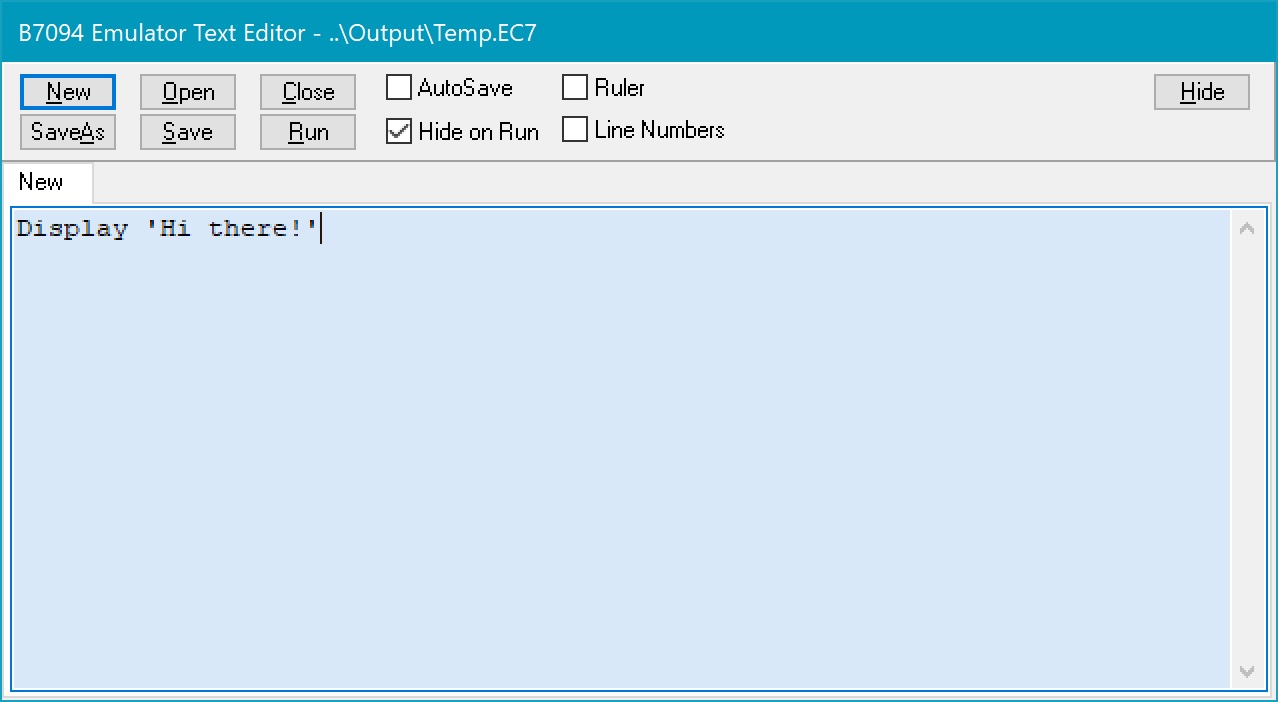 B7094 Emulator Text Editor - ..\Output\Temp.EC7
New Open Close AutoSave Ruler Hide
SaveAs Save Run Hide on Run Line Numbers
New
Display 'Hi there!'